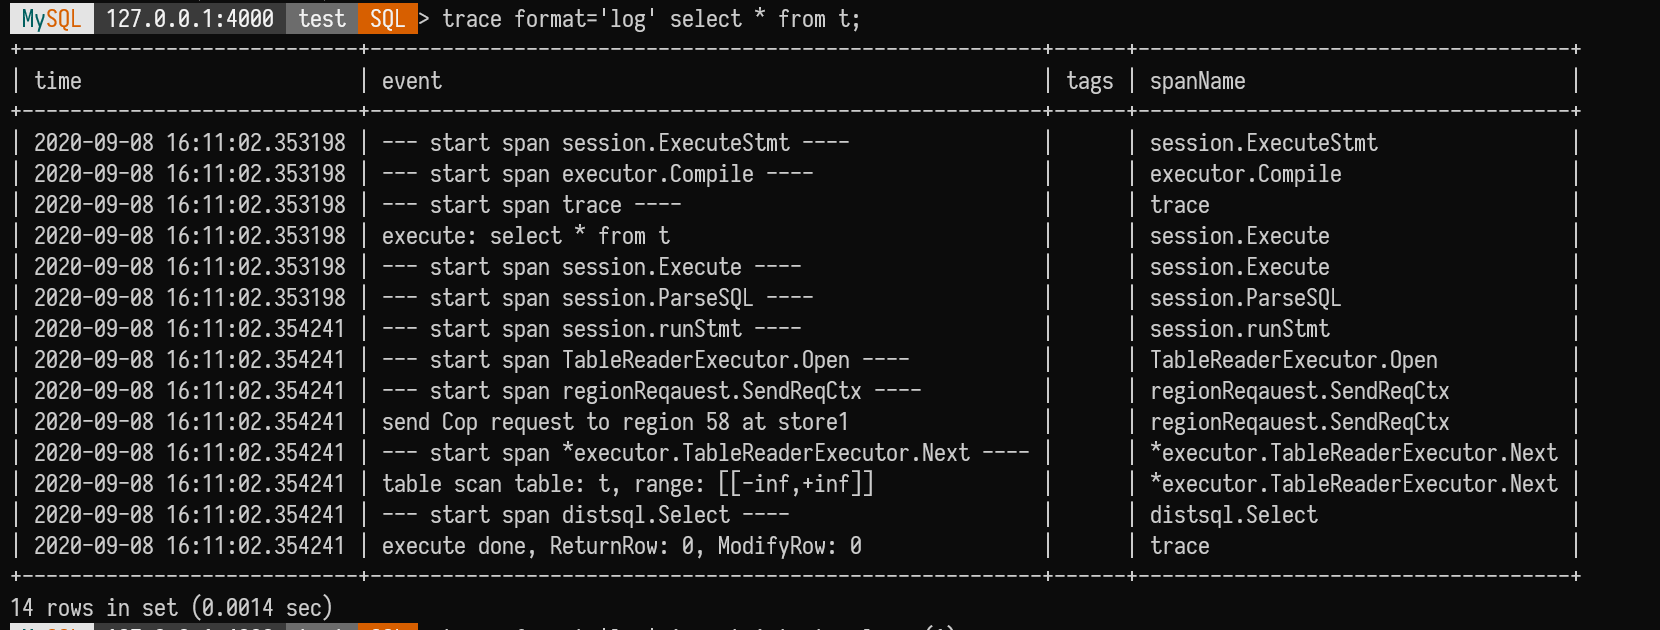 MySQL 127.0.0.1:4000 test SQL > trace format='log' select * from t;
+----------------------------+--------------------------------------------------------+------+------------------------------------+
| time | event | tags | spanName |
+----------------------------+--------------------------------------------------------+------+------------------------------------+
| 2020-09-08 16:11:02.353198 | --- start span session.ExecuteStmt ---- | | session.ExecuteStmt |
| 2020-09-08 16:11:02.353198 | --- start span executor.Compile ---- | | executor.Compile |
| 2020-09-08 16:11:02.353198 | --- start span trace ---- | | trace |
| 2020-09-08 16:11:02.353198 | execute: select * from t | | session.Execute |
| 2020-09-08 16:11:02.353198 | --- start span session.Execute ---- | | session.Execute |
| 2020-09-08 16:11:02.353198 | --- start span session.ParseSQL ---- | | session.ParseSQL |
| 2020-09-08 16:11:02.354241 | --- start span session.runStmt ---- | | session.runStmt |
| 2020-09-08 16:11:02.354241 | --- start span TableReaderExecutor.Open ---- | | TableReaderExecutor.Open |
| 2020-09-08 16:11:02.354241 | --- start span regionReqauest.SendReqCtx ---- | | regionReqauest.SendReqCtx |
| 2020-09-08 16:11:02.354241 | send Cop request to region 58 at store1 | | regionReqauest.SendReqCtx |
| 2020-09-08 16:11:02.354241 | --- start span *executor.TableReaderExecutor.Next ---- | | *executor.TableReaderExecutor.Next |
| 2020-09-08 16:11:02.354241 | table scan table: t, range: [[-inf,+inf]] | | *executor.TableReaderExecutor.Next |
| 2020-09-08 16:11:02.354241 | --- start span distsql.Select ---- | | distsql.Select |
| 2020-09-08 16:11:02.354241 | execute done, ReturnRow: 0, ModifyRow: 0 | | trace |
+----------------------------+--------------------------------------------------------+------+------------------------------------+
14 rows in set (0.0014 sec)